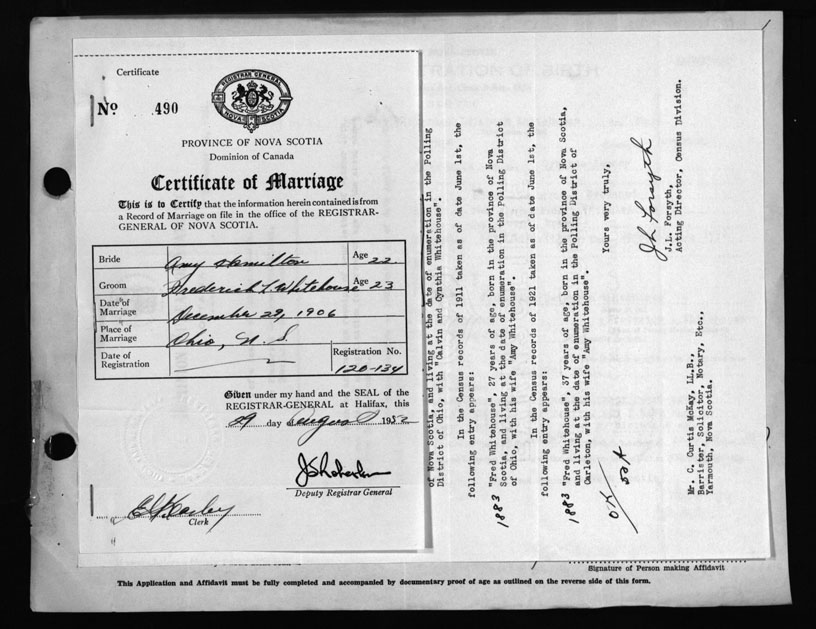 Certificate
No 490
REGISTRAR GENERAL
NOVA SCOTIA
PROVINCE OF NOVA SCOTIA
Dominion of Canada
Certificate of Marriage
This is to Certify that the information herein contained is from
a Record of Marriage on file in the office of the REGISTRAR-
GENERAL OF NOVA SCOTIA.
Bride Amy Hamilton Age 22
Groom Frederick L. Whitehouse Age 23
Date of
Marriage December 29, 1906
Place of
Marriage Ohio, N. S.
Date of
Registration
Registration No.
120-134
Given under my hand and the SEAL of the
REGISTRAR-GENERAL at Halifax, this
29 day August 1952
Deputy Registrar General
Clerk
of Nova Scotia, and living at the date of enumeration in the Polling
District of Ohio, with "Calvin and Cynthia Whitehouse".
In the Census records of 1911 taken as of date June 1st, the
following entry appears:
1883 "Fred Whitehouse", 27 years of age, born in the province of Nova
Scotia, and living at the date of enumeration in the Polling District
of Ohio, with his wife "Amy Whitehouse".
In the Census records of 1921 taken as of date June 1st, the
following entry appears:
1883 "Fred Whitehouse", 37 years of age, born in the province of Nova Scotia,
and living at the date of enumeration in the Polling District of
Carleton, with his wife "Amy Whitehouse".
Yours very truly,
J L Forsyth
J.L. Forsyth,
Acting Director, Census Division.
Mr. C. Curtis McKay, LL.B.,
Barrister, Solicitor, Notary, Etc.,
Yarmouth, Nova Scotia.
Signature of Person making Affidavit
This Application and Affidavit must be fully completed and accompanied by documentary proof of age as outlined on the reverse side of this form.